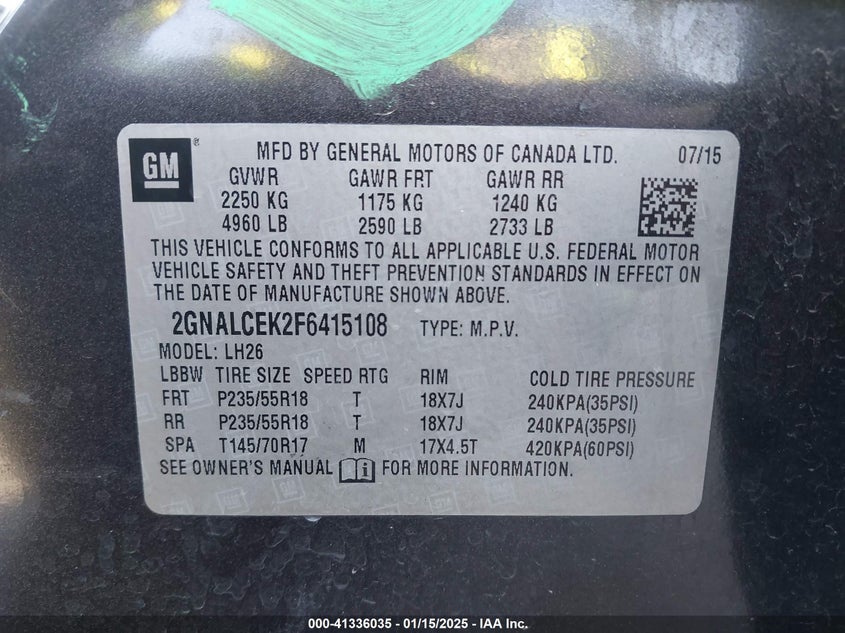 GM ® MFD BY GENERAL MOTORS OF CANADA LTD. 07/15
GVWR GAWR FRT GAWR RR
2250 KG 1175 KG 1240 KG
4960 LB 2590 LB 2733 LB
THIS VEHICLE CONFORMS TO ALL APPLICABLE U.S. FEDERAL MOTOR
VEHICLE SAFETY AND THEFT PREVENTION STANDARDS IN EFFECT ON
THE DATE OF MANUFACTURE SHOWN ABOVE.
2GNALCEK2F6415108 TYPE: M.P.V.
MODEL: LH26
LBBW TIRE SIZE SPEED RTG RIM COLD TIRE PRESSURE
FRT P235/55R18 T 18X7J 240KPA(35PSI)
RR P235/55R18 T 18X7J 240KPA(35PSI)
SPA T145/70R17 M 17X4.5T 420KPA(60PSI)
SEE OWNER'S MANUAL FOR MORE INFORMATION.
000-41336035 - 01/15/2025 - IAA Inc.